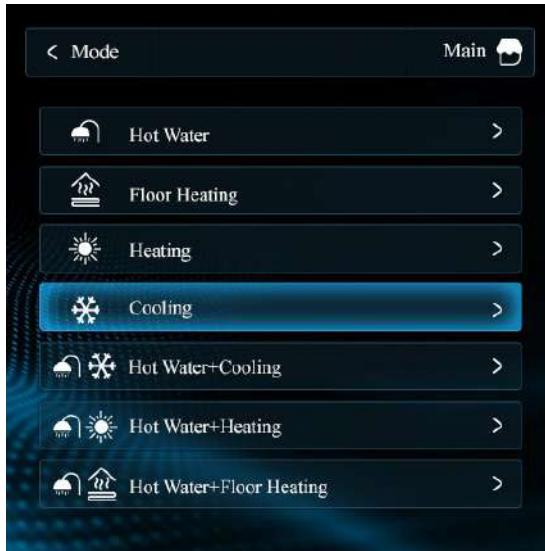 < Mode
Main
Hot Water >
Floor Heating >
Heating >
Cooling >
Hot Water+Cooling >
Hot Water+Heating >
Hot Water+Floor Heating >